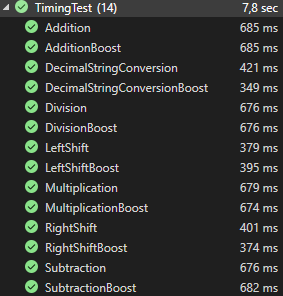 TimingTest (14) 7,8 sec
Addition 685 ms
AdditionBoost 685 ms
DecimalStringConversion 421 ms
DecimalStringConversionBoost 349 ms
Division 676 ms
DivisionBoost 676 ms
LeftShift 379 ms
LeftShiftBoost 395 ms
Multiplication 679 ms
MultiplicationBoost 674 ms
RightShift 401 ms
RightShiftBoost 374 ms
Subtraction 676 ms
SubtractionBoost 682 ms